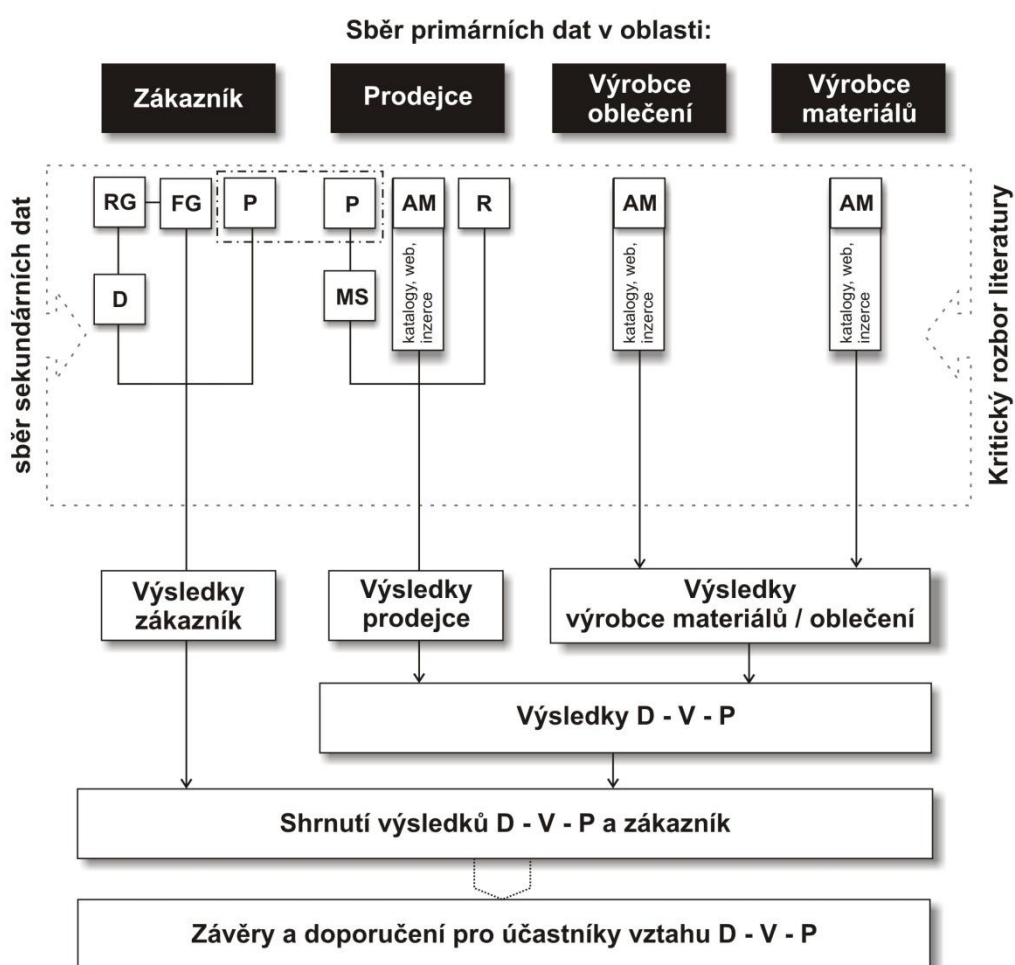 Sběr primárních dat v oblasti:
Zákazník
Prodejce
Výrobce
oblečení
Výrobce
materiálů
sběr sekundárních dat
RG
FG
P
D
P
AM
R
MS
katalogy, web,
inzerce
AM
katalogy, web,
inzerce
AM
katalogy, web,
inzerce
Kritický rozbor literatury
Výsledky
zákazník
Výsledky
prodejce
Výsledky
výrobce materiálů / oblečení
Výsledky D - V - P
Shrnutí výsledků D - V - P a zákazník
Závěry a doporučení pro účastníky vztahu D - V - P